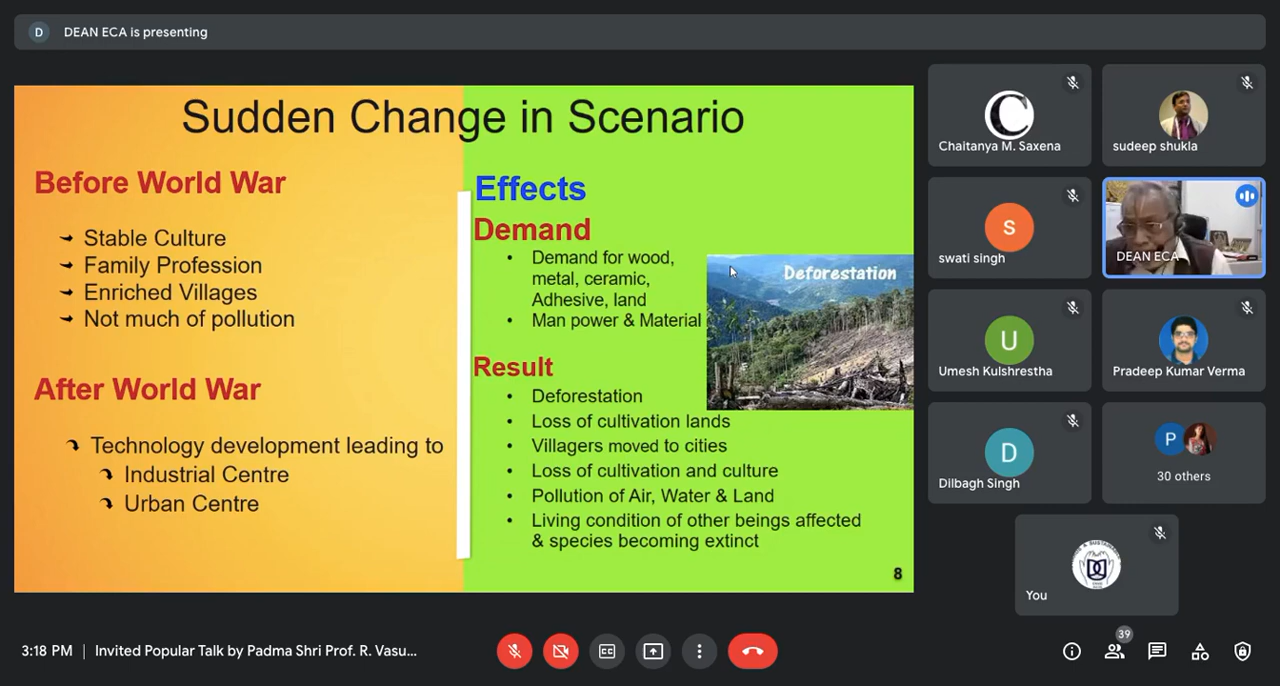 D DEAN ECA is presenting
Sudden Change in Scenario
Before World War
Stable Culture
Family Profession
Enriched Villages
Not much of pollution
After World War
Technology development leading to
Industrial Centre
Urban Centre
Effects
Demand
• Demand for wood,
metal, ceramic,
Adhesive, land
• Man power & Material
Deforestation
Result
• Deforestation
• Loss of cultivation lands
• Villagers moved to cities
• Loss of cultivation and culture
• Pollution of Air, Water & Land
• Living condition of other beings affected
& species becoming extinct
8
C
Chaitanya M. Saxena
sudeep shukla
S
swati singh
DEAN ECA
U
Umesh Kulshrestha
Pradeep Kumar Verma
D
Dilbagh Singh
P
30 others
You
3:18 PM | Invited Popular Talk by Padma Shri Prof. R. Vasu...
CC
39